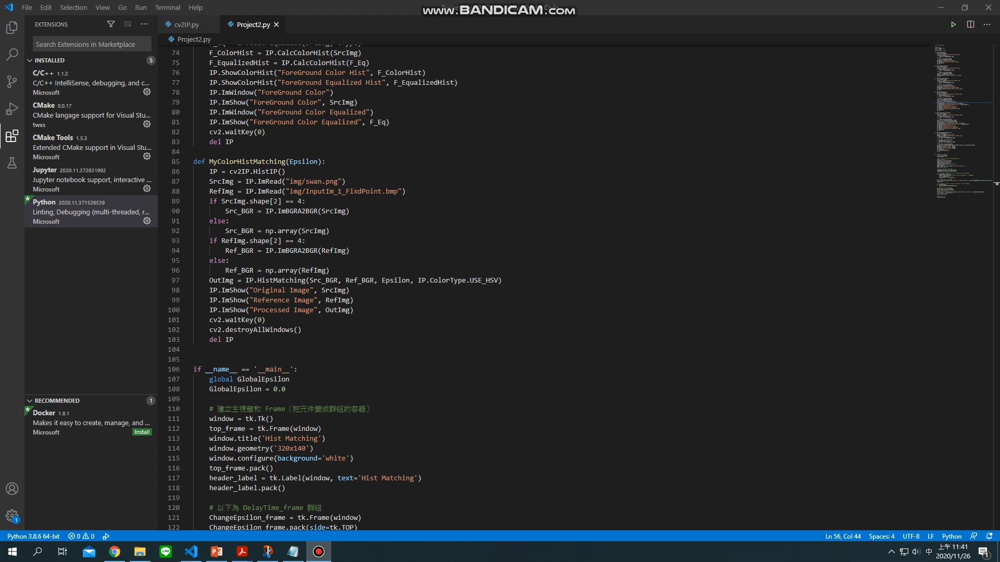 File Edit Selection View Go Run Terminal Help
www.BANDICAM.com
EXTENSIONS
cv2IP.py
Project2.py
Search Extensions in Marketplace
Project2.py
INSTALLED 5
C/C++ 1.1.2
C/C++ IntelliSense, debugging, and c...
Microsoft
CMake 0.0.17
CMake langage support for Visual Stu...
twxs
CMake Tools 1.5.3
Extended CMake support in Visual Stu...
Microsoft
Jupyter 2020.11.372831992
Jupyter notebook support, interactive ...
Microsoft
Python 2020.11.371526539
Linting, Debugging (multi-threaded, r...
Microsoft
RECOMMENDED 1
Docker 1.8.1
Makes it easy to create, manage, and ...
Microsoft Install
74 F_ColorHist = IP.CalcColorHist(SrcImg)
75 F_EqualizedHist = IP.CalcColorHist(F_Eq)
76 IP.ShowColorHist("ForeGround Color Hist", F_ColorHist)
77 IP.ShowColorHist("ForeGround Equalized Hist", F_EqualizedHist)
78 IP.ImWindow("ForeGround Color")
79 IP.ImShow("ForeGround Color", SrcImg)
80 IP.ImWindow("ForeGround Color Equalized")
81 IP.ImShow("ForeGround Color Equalized", F_Eq)
82 cv2.waitKey(0)
83 del IP
84
85 def MyColorHistMatching(Epsilon):
86 IP = cv2IP.HistIP()
87 SrcImg = IP.ImRead("img/swan.png")
88 RefImg = IP.ImRead("img/InputIm_1_FixdPoint.bmp")
89 if SrcImg.shape[2] == 4:
90 Src_BGR = IP.ImBGRA2BGR(SrcImg)
91 else:
92 Src_BGR = np.array(SrcImg)
93 if RefImg.shape[2] == 4:
94 Ref_BGR = IP.ImBGRA2BGR(RefImg)
95 else:
96 Ref_BGR = np.array(RefImg)
97 OutImg = IP.HistMatching(Src_BGR, Ref_BGR, Epsilon, IP.ColorType.USE_HSV)
98 IP.ImShow("Original Image", SrcImg)
99 IP.ImShow("Reference Image", RefImg)
100 IP.ImShow("Processed Image", OutImg)
101 cv2.waitKey(0)
102 cv2.destroyAllWindows()
103 del IP
104
105
106 if __name__ == '__main__':
107 global GlobalEpsilon
108 GlobalEpsilon = 0.0
109
110 # 建立主視窗和 Frame（把元件變成群組的容器）
111 window = tk.Tk()
112 top_frame = tk.Frame(window)
113 window.title('Hist Matching')
114 window.geometry('320x140')
115 window.configure(background='white')
116 top_frame.pack()
117 header_label = tk.Label(window, text='Hist Matching')
118 header_label.pack()
119
120 # 以下為 DelayTime_frame 群組
121 ChangeEpsilon_frame = tk.Frame(window)
122 ChangeEpsilon_frame.pack(side=tk.TOP)
1
Python 3.8.6 64-bit 0 0 Ln 56, Col 44 Spaces: 4 UTF-8 LF Python
中 上午 11:41
2020/11/26 1